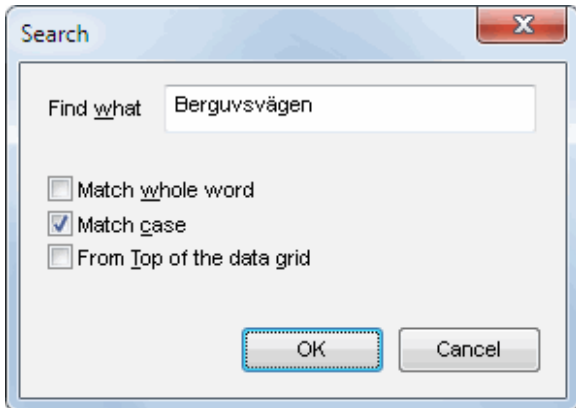 Search
Find what Berguvsvägen
Match whole word
Match case
From Top of the data grid
OK Cancel